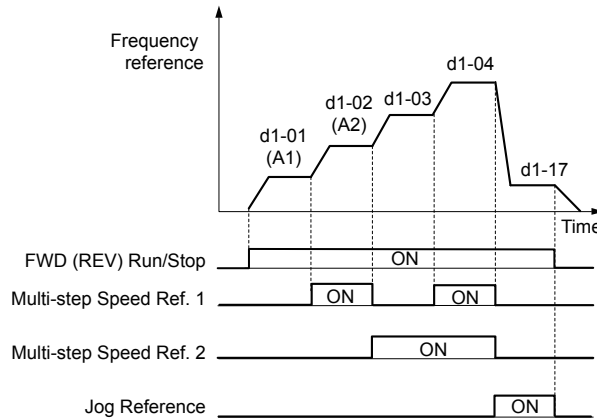 Frequency
reference
d1-04
d1-02
d1-03
(A2)
d1-01
(A1)
d1-17
Time
FWD (REV) Run/Stop
ON
Multi-step Speed Ref. 1
ON
ON
Multi-step Speed Ref. 2
ON
Jog Reference
ON